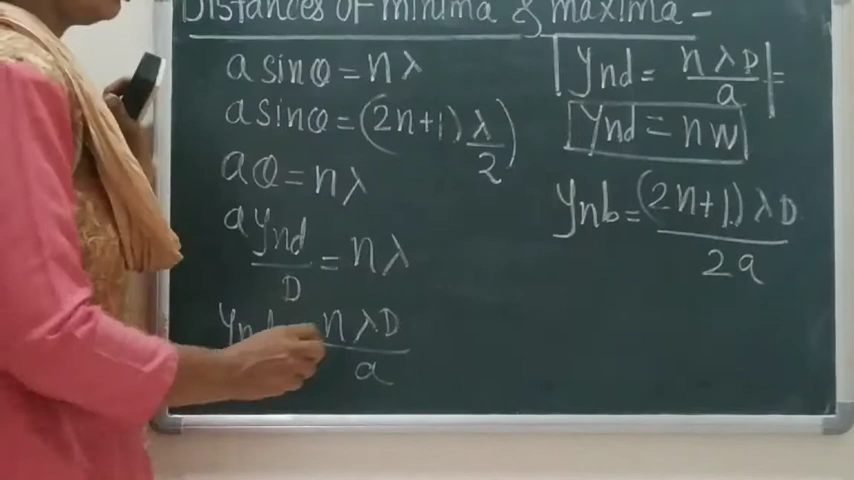 Distances of minima & maxima -
a sinθ = nλ
a sinθ = (2n+1) λ/2)
aθ = nλ
a ynd/D = nλ
yn = nλD/a
ynd = nλD/a =
ynd = nw
ynb = (2n+1) λD/2a